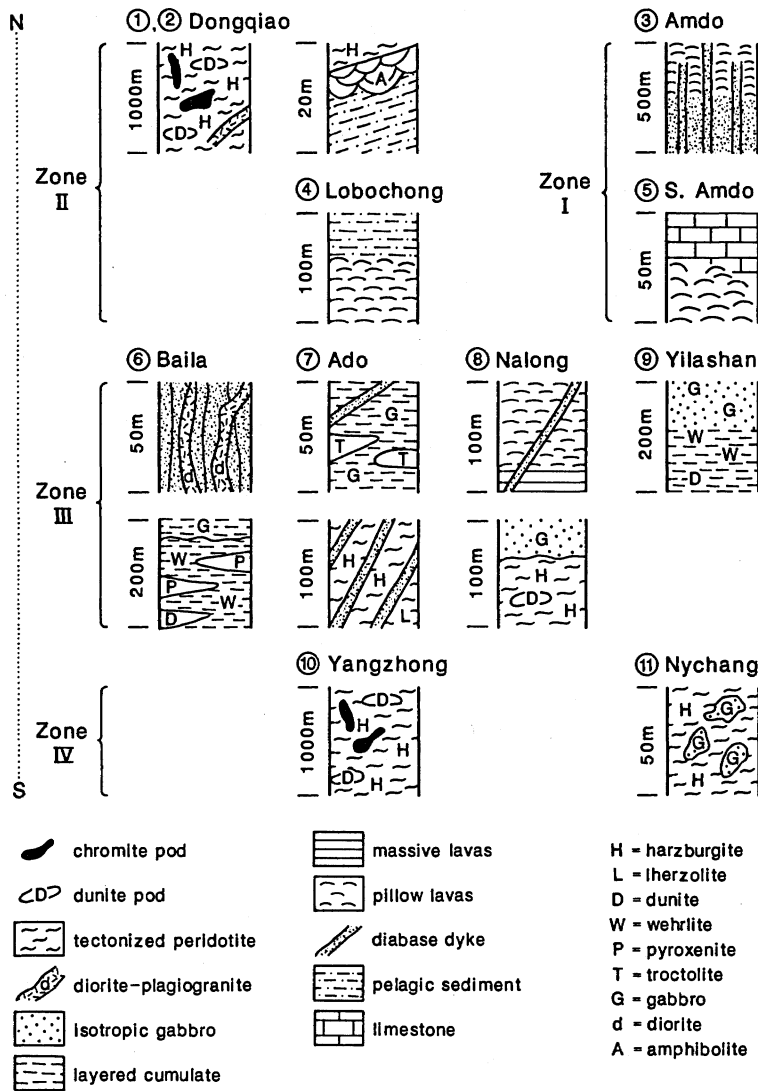 N
①,② Dongqiao
③ Amdo
1000m
H
D
H
H
D
20m
H
A
500m
Zone II
④ Lobochong
100m
Zone I
⑤ S. Amdo
50m
⑥ Baila
⑦ Ado
⑧ Nalong
⑨ Yilashan
50m
d
d
50m
G
T
T
G
100m
200m
G
G
W
W
D
Zone III
200m
G
W
P
P
W
D
100m
H
H
L
100m
G
H
D
H
⑩ Yangzhong
⑪ Nychang
Zone IV
1000m
D
H
H
D
H
50m
H
G
G
G
H
S
chromite pod
D dunite pod
tectonized peridotite
d diorite-plagiogranite
isotropic gabbro
layered cumulate
massive lavas
pillow lavas
diabase dyke
pelagic sediment
limestone
H = harzburgite
L = lherzolite
D = dunite
W = wehrlite
P = pyroxenite
T = troctolite
G = gabbro
d = diorite
A = amphibolite